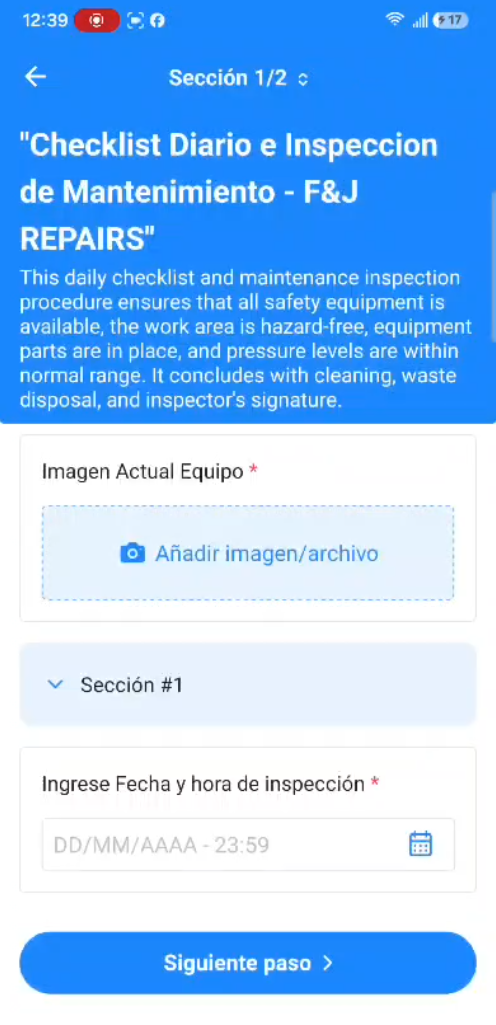 12:39
17
Sección 1/2
"Checklist Diario e Inspeccion
de Mantenimiento - F&J
REPAIRS"
This daily checklist and maintenance inspection
procedure ensures that all safety equipment is
available, the work area is hazard-free, equipment
parts are in place, and pressure levels are within
normal range. It concludes with cleaning, waste
disposal, and inspector's signature.
Imagen Actual Equipo *
Añadir imagen/archivo
Sección #1
Ingrese Fecha y hora de inspección *
DD/MM/AAAA - 23:59
Siguiente paso